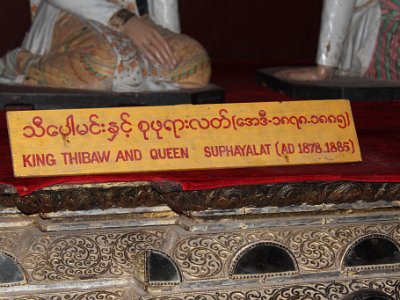 သီပေါမင်းနှင့် စုဖုရားလတ်(အေဒီ-၁၈၇၈-၁၈၈၅)
KING THIBAW AND QUEEN SUPHAYALAT (AD 1878-1885)